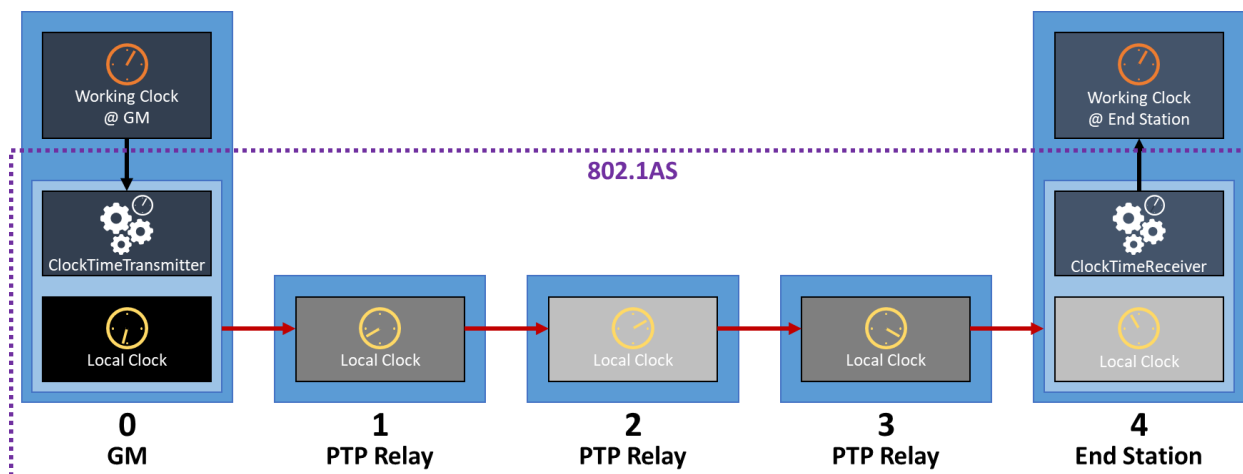 Working Clock
@ GM
Working Clock
@ End Station
802.1AS
ClockTimeTransmitter
ClockTimeReceiver
Local Clock
Local Clock
Local Clock
Local Clock
Local Clock
0
GM
1
PTP Relay
2
PTP Relay
3
PTP Relay
4
End Station